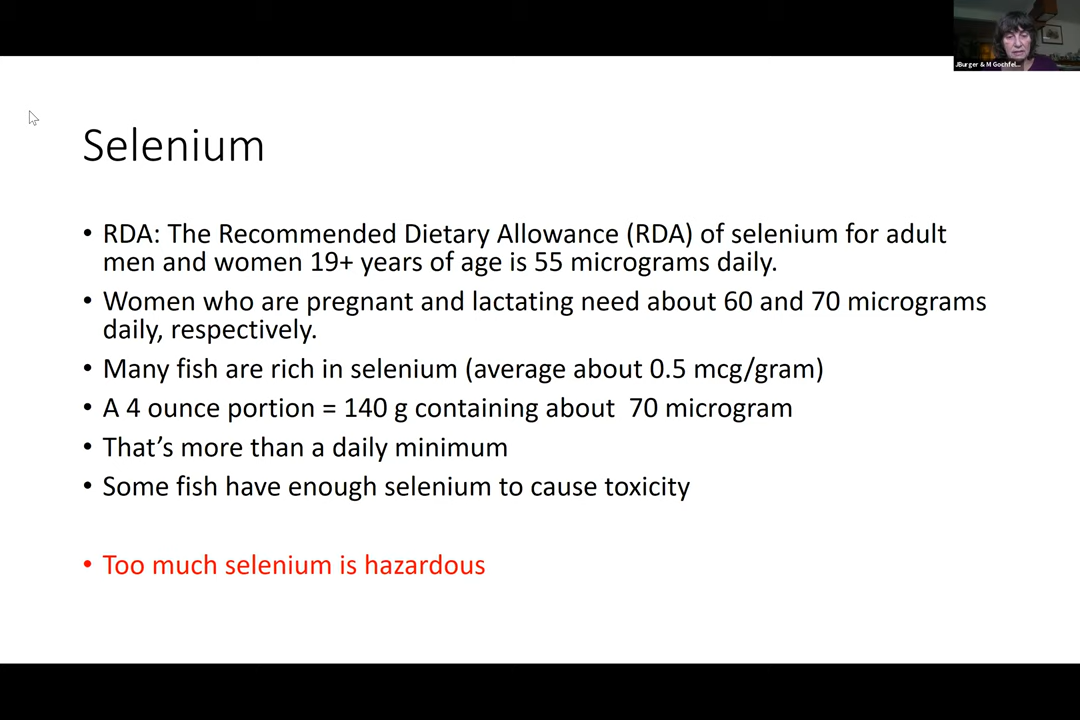 JBurger & M Gochfel...
Selenium
• RDA: The Recommended Dietary Allowance (RDA) of selenium for adult
men and women 19+ years of age is 55 micrograms daily.
• Women who are pregnant and lactating need about 60 and 70 micrograms
daily, respectively.
• Many fish are rich in selenium (average about 0.5 mcg/gram)
• A 4 ounce portion = 140 g containing about  70 microgram
• That’s more than a daily minimum
• Some fish have enough selenium to cause toxicity
• Too much selenium is hazardous